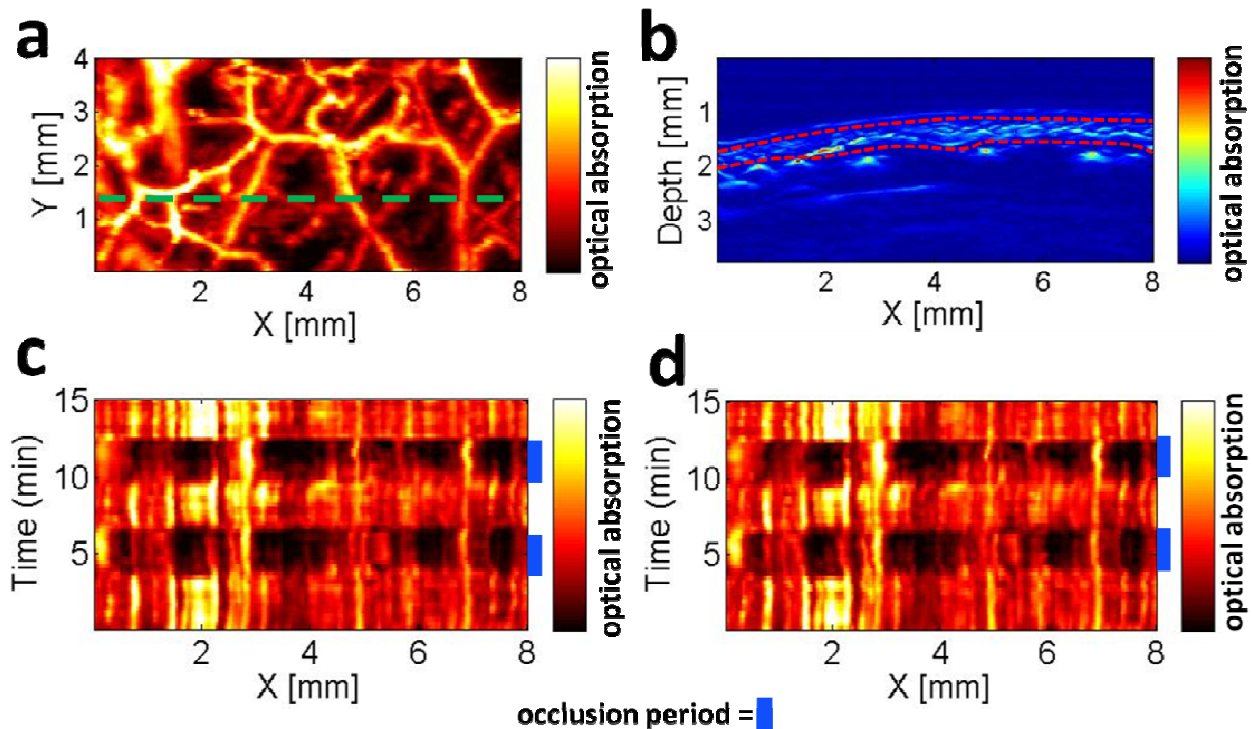 a
4
3
2
1
Y [mm]
2 4 6 8
X [mm]
optical absorption
b
1
2
3
Depth [mm]
2 4 6 8
X [mm]
optical absorption
c
15
10
5
Time (min)
2 4 6 8
X [mm]
optical absorption
d
15
10
5
Time (min)
2 4 6 8
X [mm]
optical absorption
occlusion period =